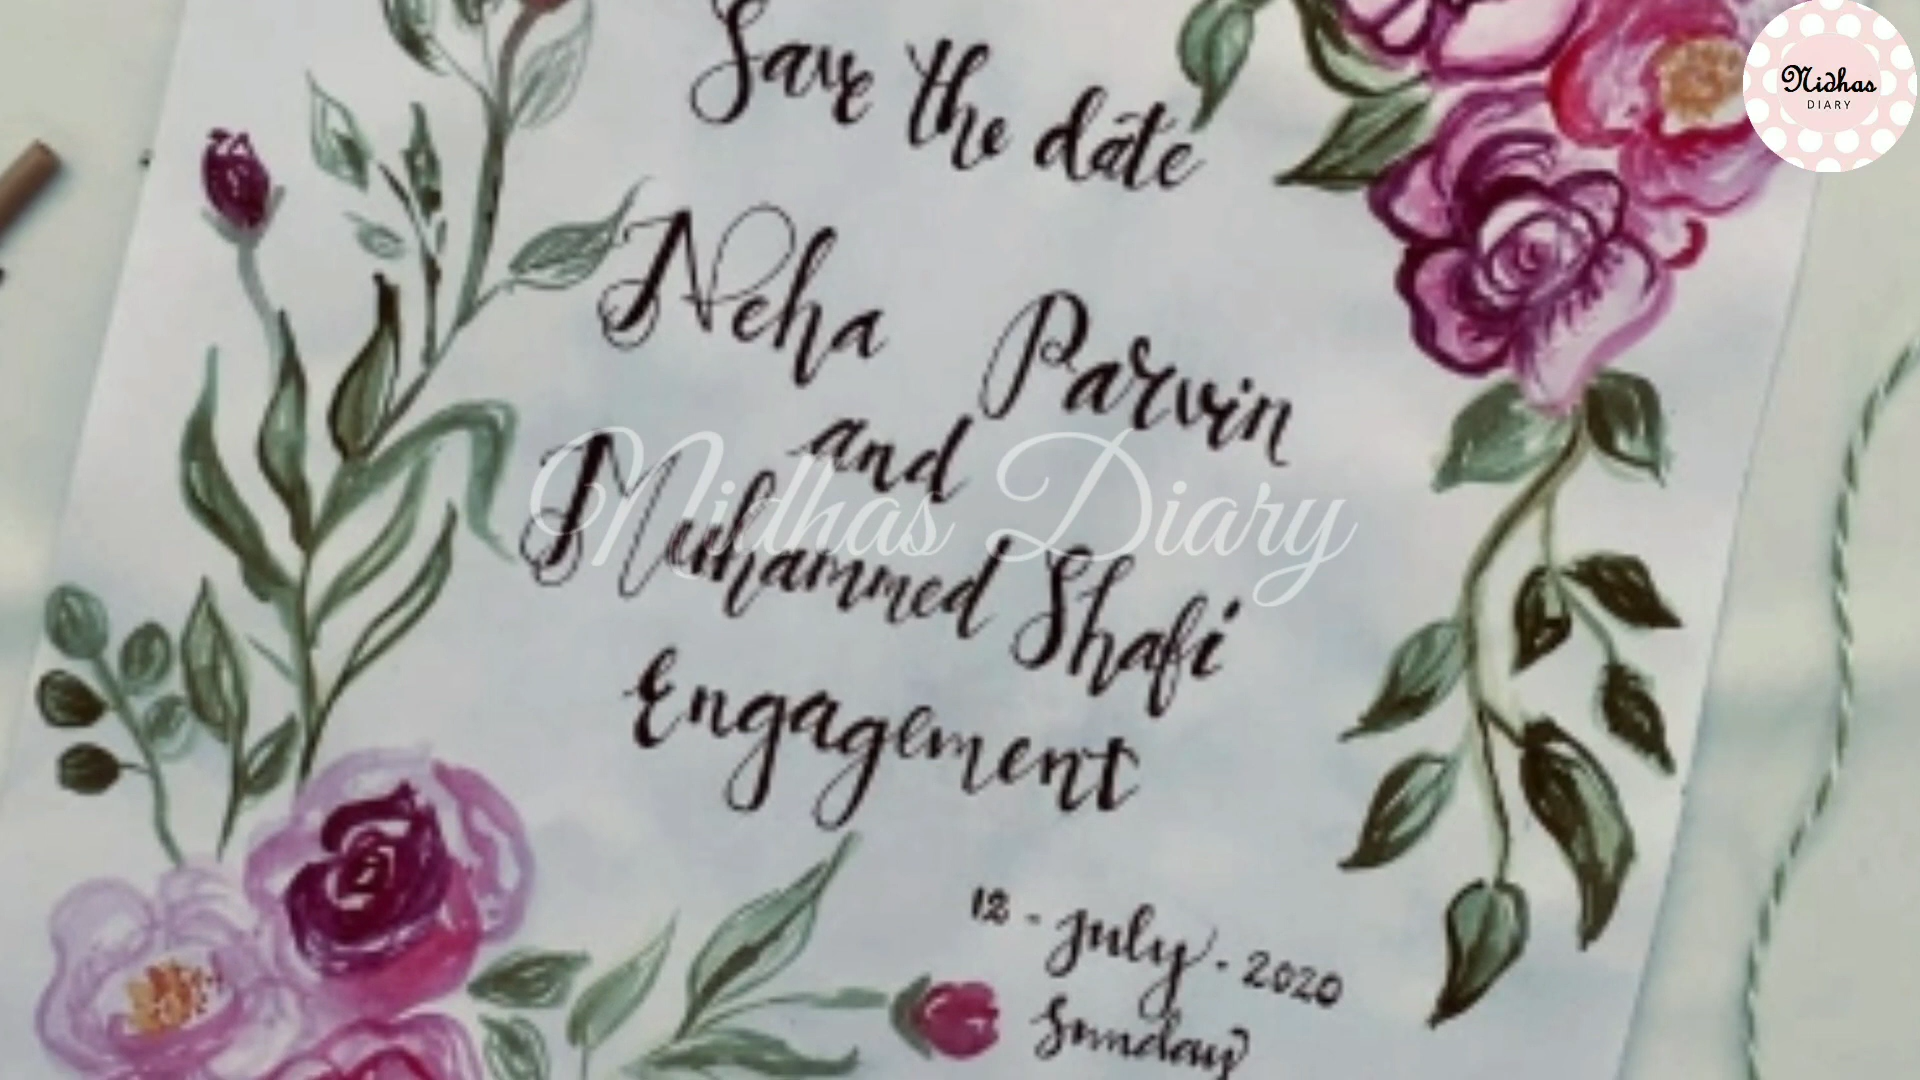 Save the date
Neha Parvin
and
Muhammed Shafi
Engagement
12 - July - 2020
Sunday
Nidhas Diary
Nidhas
DIARY